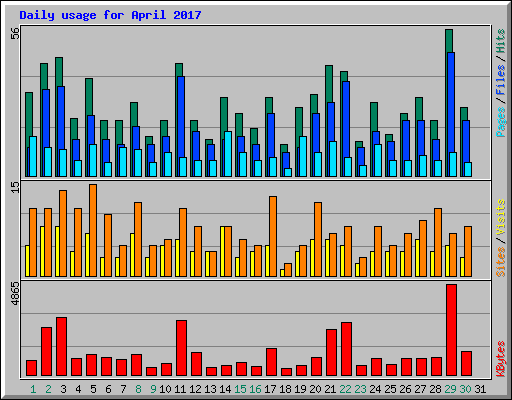 Daily usage for April 2017
56
Pages / Files / Hits
15
Sites / Visits
4865
KBytes
1 2 3 4 5 6 7 8 9 10 11 12 13 14 15 16 17 18 19 20 21 22 23 24 25 26 27 28 29 30 31